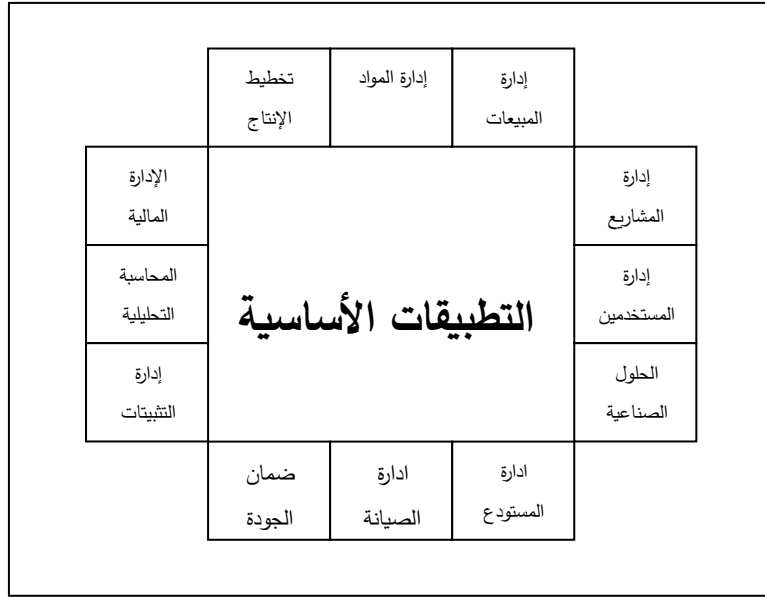 إدارة
المبيعات
إدارة المواد
تخطيط
الإنتاج
إدارة
المشاريع
الإدارة
المالية
إدارة
المستخدمين
التطبيقات الأساسية
المحاسبة
التحليلية
الحلول
الصناعية
إدارة
التثبيتات
ادارة
المستودع
ادارة
الصيانة
ضمان
الجودة